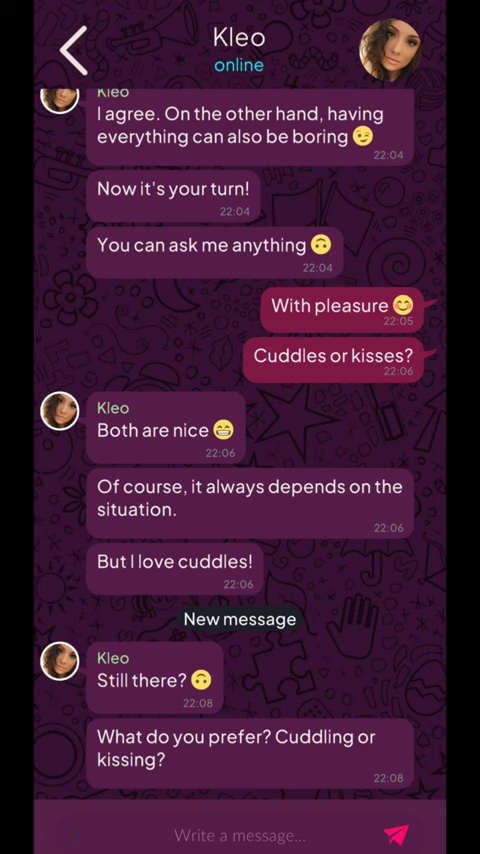 Kleo
online
Kleo
I agree. On the other hand, having
everything can also be boring 😉
22:04
Now it's your turn!
22:04
You can ask me anything 🙃
22:04
With pleasure 😊
22:05
Cuddles or kisses?
22:06
Kleo
Both are nice 😁
22:06
Of course, it always depends on the
situation.
22:06
But I love cuddles!
22:06
New message
Kleo
Still there? 🙃
22:08
What do you prefer? Cuddling or
kissing?
22:08
Write a message...